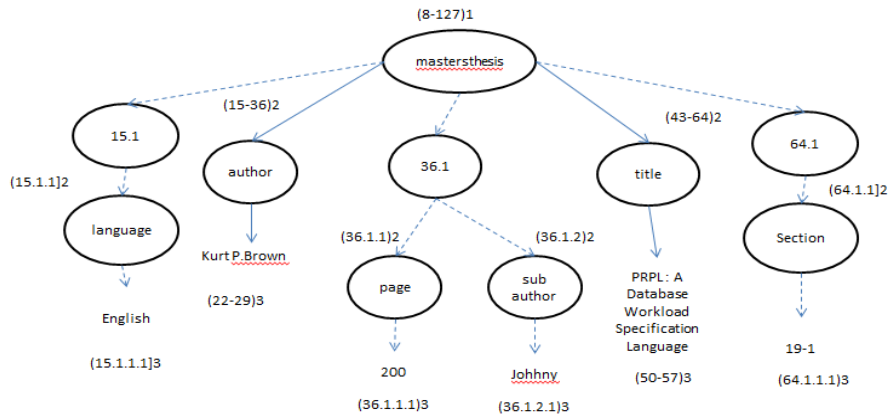 (8-127)1
mastersthesis
(15-36)2
(43-64)2
15.1
author
36.1
title
64.1
(15.1.1]2
(64.1.1]2
language
Kurt P.Brown
(36.1.1)2
(36.1.2)2
Section
(22-29)3
page
sub
author
PRPL: A
Database
Workload
Specification
Language
English
19-1
(15.1.1.1]3
200
Johhny
(50-57)3
(64.1.1.1)3
(36.1.1.1)3
(36.1.2.1)3